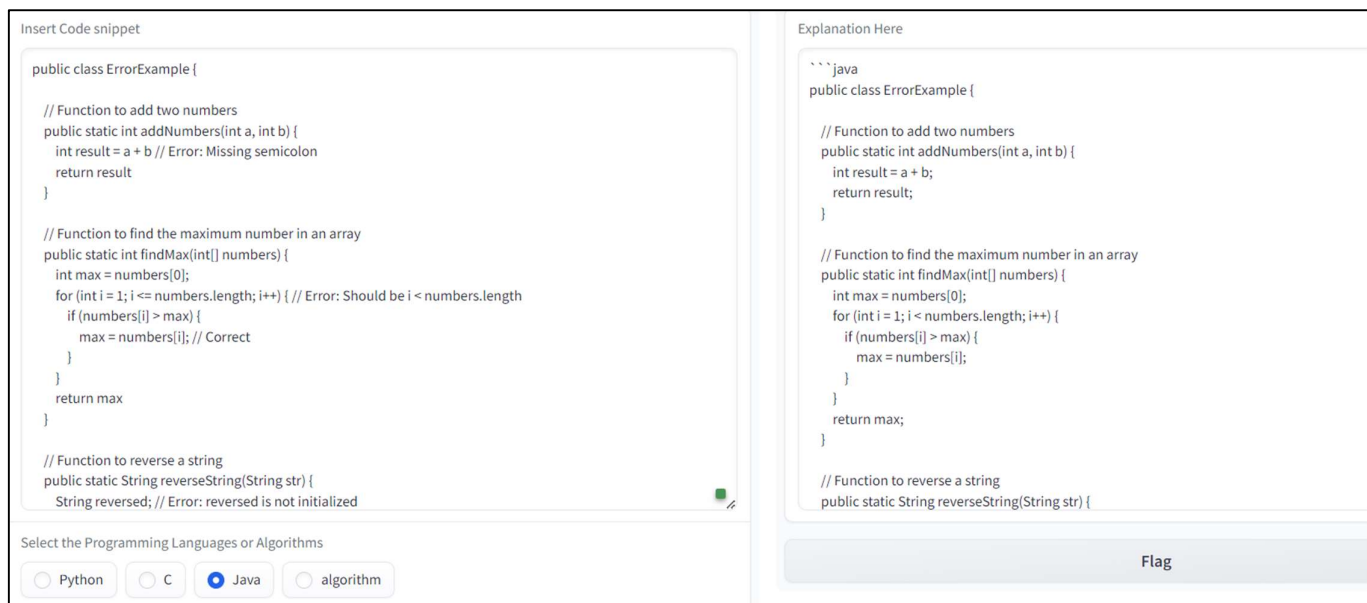 Insert Code snippet
public class ErrorExample {
// Function to add two numbers
public static int addNumbers(int a, int b) {
int result = a + b // Error: Missing semicolon
return result
}
// Function to find the maximum number in an array
public static int findMax(int[] numbers) {
int max = numbers[0];
for (int i = 1; i <= numbers.length; i++) { // Error: Should be i < numbers.length
if (numbers[i] > max) {
max = numbers[i]; // Correct
}
}
return max
}
// Function to reverse a string
public static String reverseString(String str) {
String reversed; // Error: reversed is not initialized
Select the Programming Languages or Algorithms
Python
C
Java
algorithm
Explanation Here
```java
public class ErrorExample {
// Function to add two numbers
public static int addNumbers(int a, int b) {
int result = a + b;
return result;
}
// Function to find the maximum number in an array
public static int findMax(int[] numbers) {
int max = numbers[0];
for (int i = 1; i < numbers.length; i++) {
if (numbers[i] > max) {
max = numbers[i];
}
}
return max;
}
// Function to reverse a string
public static String reverseString(String str) {
Flag